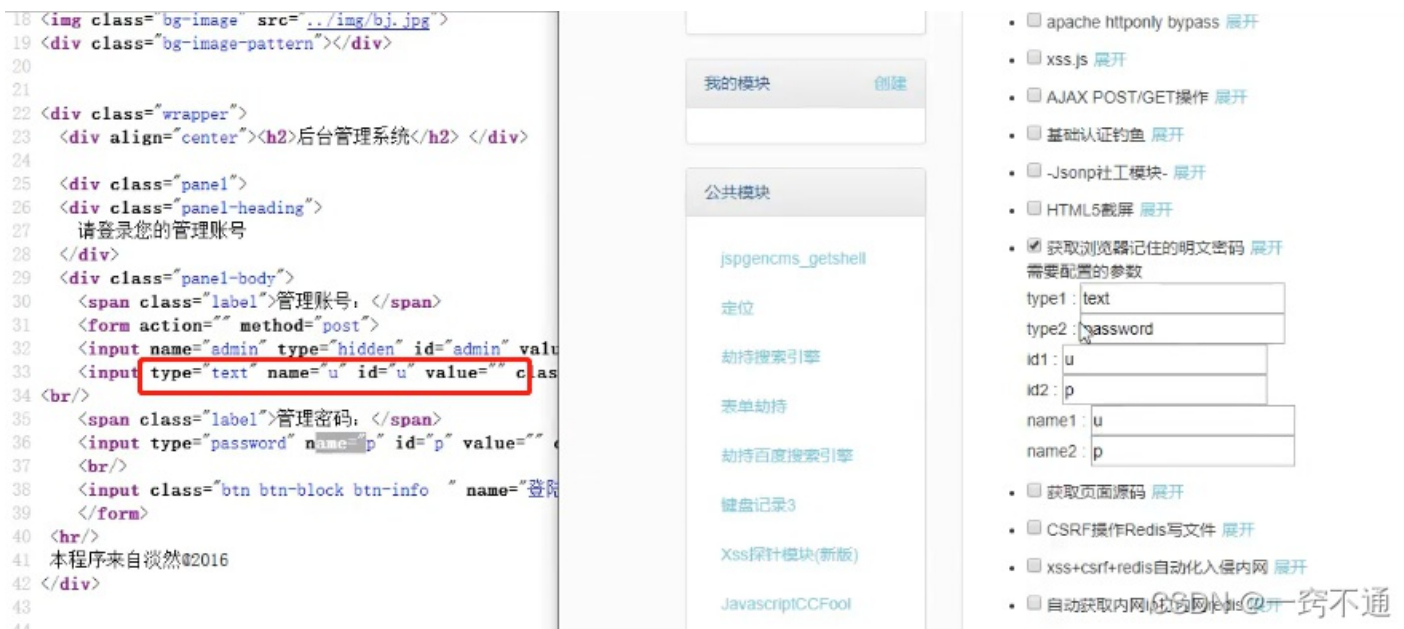 18 <img class="bg-image" src="../img/bj.jpg">
19 <div class="bg-image-pattern"></div>
20
21
22 <div class="wrapper">
23 <div align="center"><h2>后台管理系统</h2> </div>
24
25 <div class="panel">
26 <div class="panel-heading">
27 请登录您的管理账号
28 </div>
29 <div class="panel-body">
30 <span class="label">管理账号：</span>
31 <form action="" method="post">
32 <input name="admin" type="hidden" id="admin" valu
33 <input type="text" name="u" id="u" value="" clas
34 <br/>
35 <span class="label">管理密码：</span>
36 <input type="password" name="p" id="p" value="" c
37 <br/>
38 <input class="btn btn-block btn-info " name="登陆
39 </form>
40 <hr/>
41 本程序来自淡然@2016
42 </div>
43
我的模块 创建
公共模块
jspgencms_getshell
定位
劫持搜索引擎
表单劫持
劫持百度搜索引擎
键盘记录3
Xss探针模块(新版)
JavascriptCCFool
apache httponly bypass 展开
xss.js 展开
AJAX POST/GET操作 展开
基础认证钓鱼 展开
-Jsonp社工模块- 展开
HTML5截屏 展开
获取浏览器记住的明文密码 展开
需要配置的参数
type1 : text
type2 : password
id1 : u
id2 : p
name1 : u
name2 : p
获取页面源码 展开
CSRF操作Redis写文件 展开
xss+csrf+redis自动化入侵内网 展开
自动获取内网ip redis 展开
CSDN @一窍不通